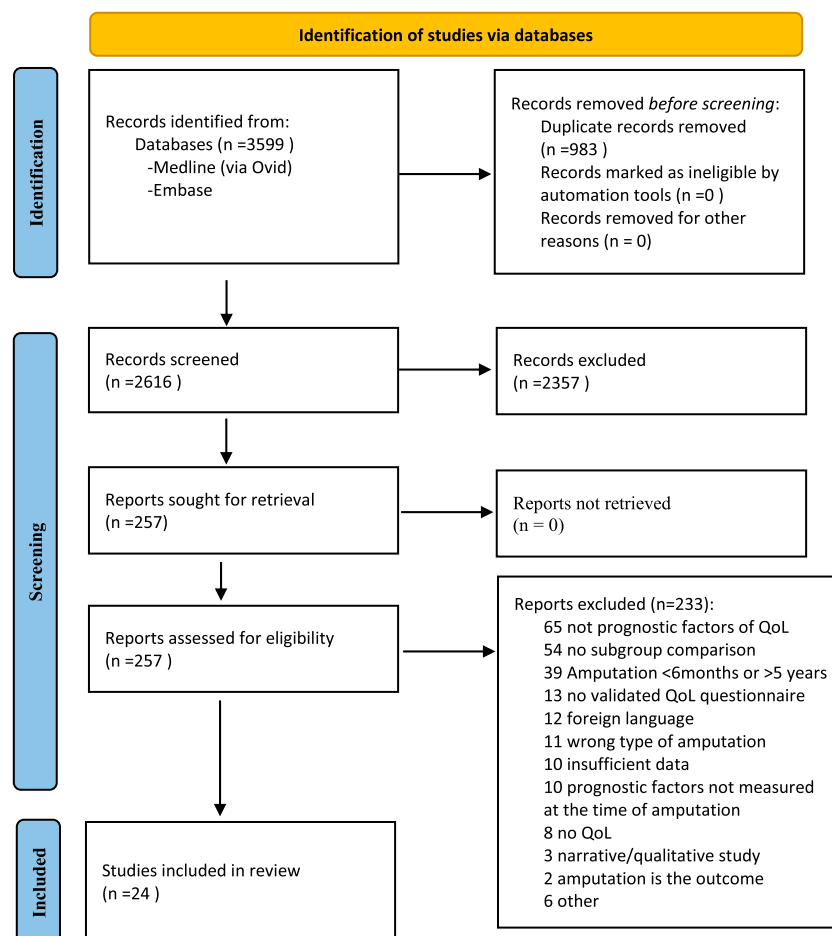 Identification of studies via databases
Identification
Records identified from:
Databases (n =3599 )
-Medline (via Ovid)
-Embase
Records removed before screening:
Duplicate records removed
(n =983 )
Records marked as ineligible by
automation tools (n =0 )
Records removed for other
reasons (n = 0)
Screening
Records screened
(n =2616 )
Records excluded
(n =2357 )
Reports sought for retrieval
(n =257)
Reports not retrieved
(n = 0)
Reports assessed for eligibility
(n =257 )
Reports excluded (n=233):
65 not prognostic factors of QoL
54 no subgroup comparison
39 Amputation <6months or >5 years
13 no validated QoL questionnaire
12 foreign language
11 wrong type of amputation
10 insufficient data
10 prognostic factors not measured
at the time of amputation
8 no QoL
3 narrative/qualitative study
2 amputation is the outcome
6 other
Included
Studies included in review
(n =24 )